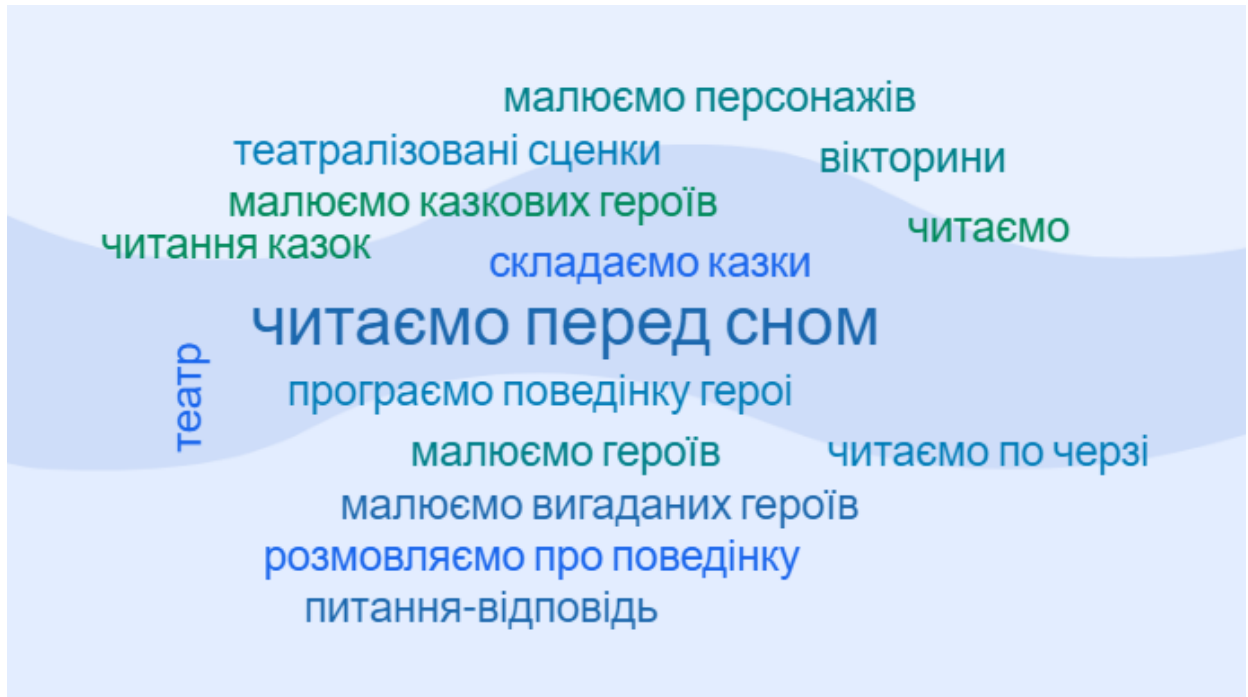 малюємо персонажів
театралізовані сценки
вікторини
малюємо казкових героїв
читаємо
читання казок
складаємо казки
читаємо перед сном
театр
програємо поведінку героі
малюємо героїв
читаємо по черзі
малюємо вигаданих героїв
розмовляємо про поведінку
питання-відповідь